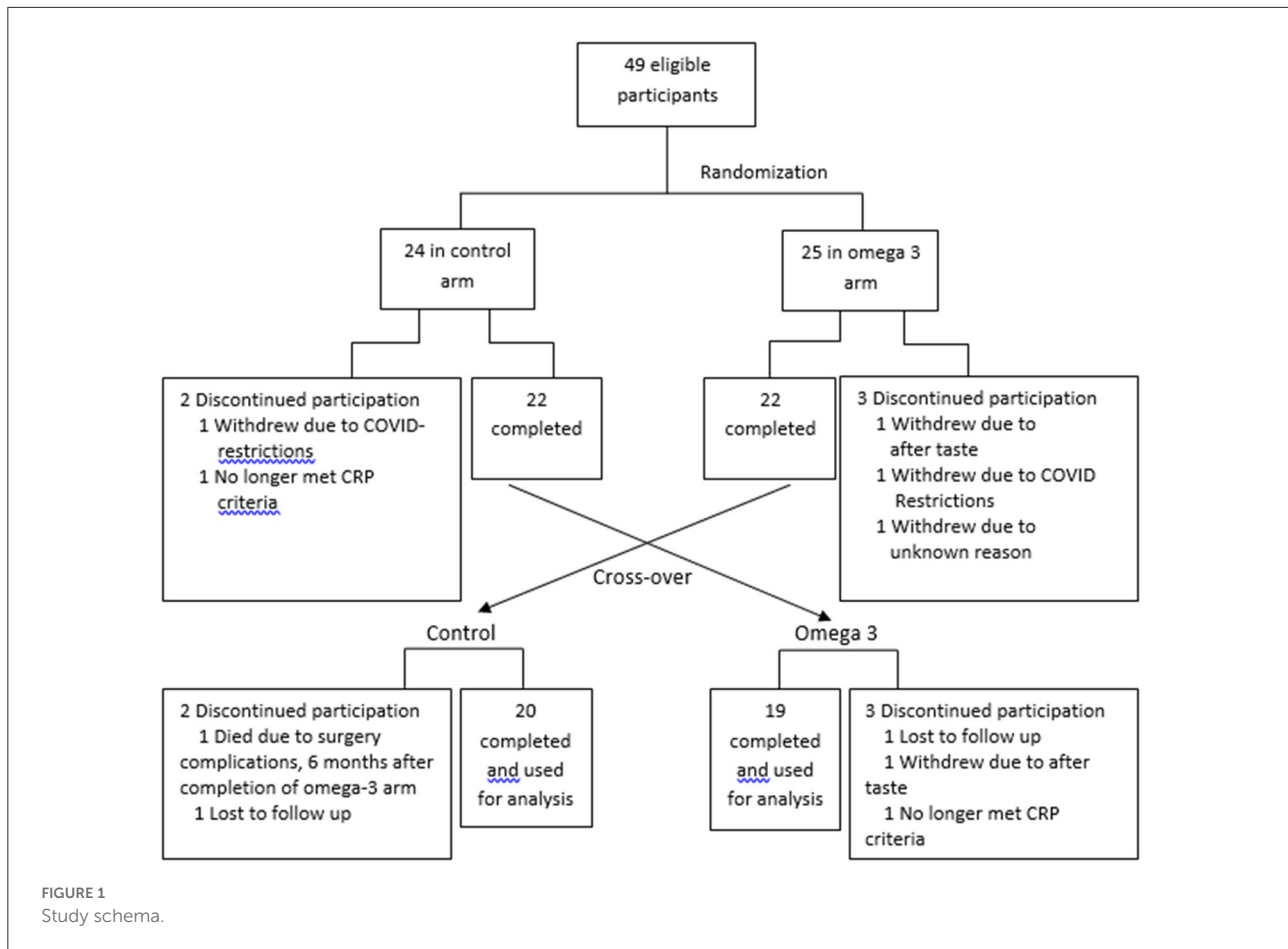 49 eligible
participants
Randomization
24 in control
arm
25 in omega 3
arm
2 Discontinued participation
1 Withdrew due to COVID-
restrictions
1 No longer met CRP
criteria
22
completed
22
completed
3 Discontinued participation
1 Withdrew due to
after taste
1 Withdrew due to COVID
Restrictions
1 Withdrew due to
unknown reason
Cross-over
Control
Omega 3
2 Discontinued participation
1 Died due to surgery
complications, 6 months after
completion of omega-3 arm
1 Lost to follow up
20
completed
and used
for analysis
19
completed
and used
for analysis
3 Discontinued participation
1 Lost to follow up
1 Withdrew due to after
taste
1 No longer met CRP
criteria
FIGURE 1
Study schema.